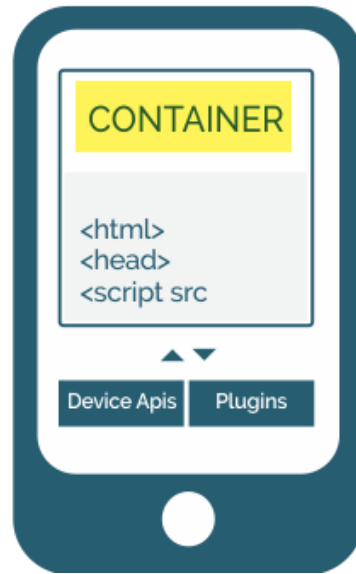 CONTAINER
<html>
<head>
<script src
Device Apis
Plugins